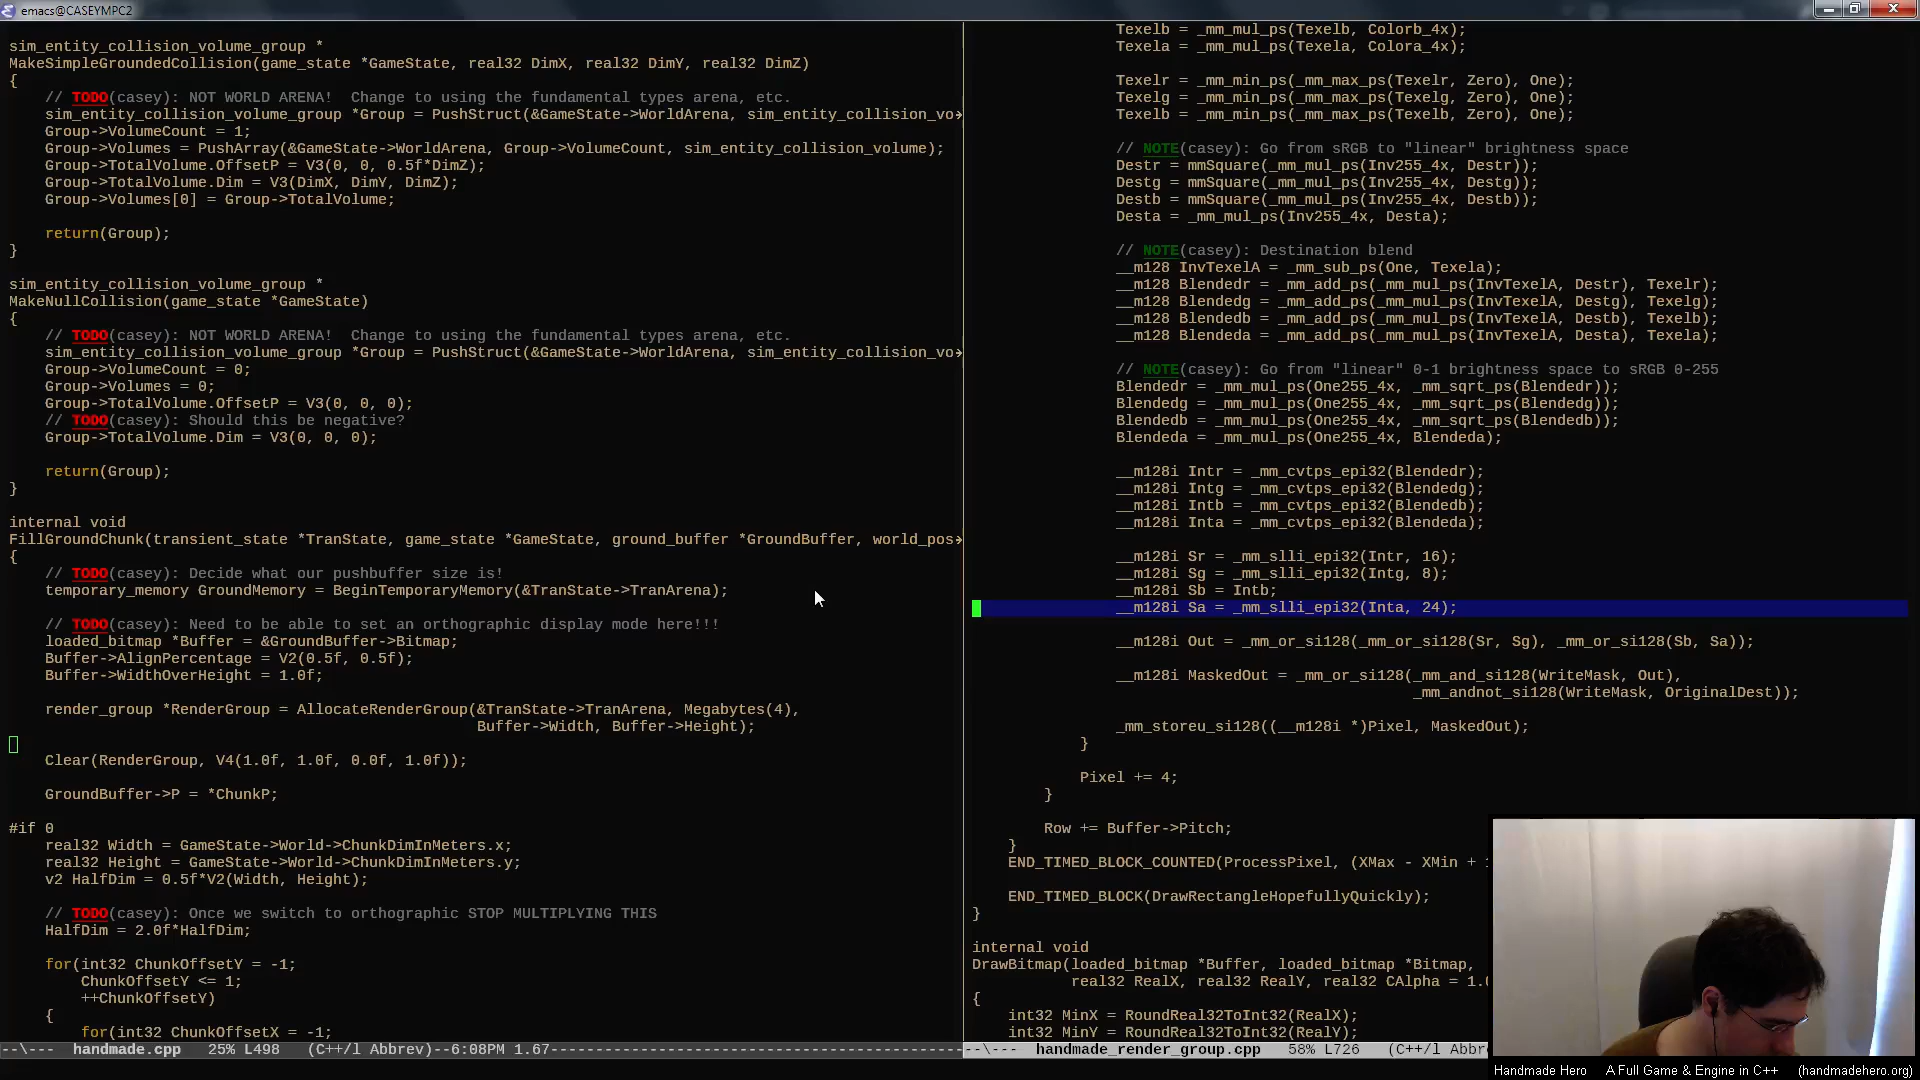 emacs@CASEYMPC2
sim_entity_collision_volume_group *
MakeSimpleGroundedCollision(game_state *GameState, real32 DimX, real32 DimY, real32 DimZ)
{
// TODO(casey): NOT WORLD ARENA!  Change to using the fundamental types arena, etc.
sim_entity_collision_volume_group *Group = PushStruct(&GameState->WorldArena, sim_entity_collision_vo
Group->VolumeCount = 1;
Group->Volumes = PushArray(&GameState->WorldArena, Group->VolumeCount, sim_entity_collision_volume);
Group->TotalVolume.OffsetP = V3(0, 0, 0.5f*DimZ);
Group->TotalVolume.Dim = V3(DimX, DimY, DimZ);
Group->Volumes[0] = Group->TotalVolume;
return(Group);
}
sim_entity_collision_volume_group *
MakeNullCollision(game_state *GameState)
{
// TODO(casey): NOT WORLD ARENA!  Change to using the fundamental types arena, etc.
sim_entity_collision_volume_group *Group = PushStruct(&GameState->WorldArena, sim_entity_collision_vo
Group->VolumeCount = 0;
Group->Volumes = 0;
Group->TotalVolume.OffsetP = V3(0, 0, 0);
// TODO(casey): Should this be negative?
Group->TotalVolume.Dim = V3(0, 0, 0);
return(Group);
}
internal void
FillGroundChunk(transient_state *TranState, game_state *GameState, ground_buffer *GroundBuffer, world_pos
{
// TODO(casey): Decide what our pushbuffer size is!
temporary_memory GroundMemory = BeginTemporaryMemory(&TranState->TranArena);
// TODO(casey): Need to be able to set an orthographic display mode here!!!
loaded_bitmap *Buffer = &GroundBuffer->Bitmap;
Buffer->AlignPercentage = V2(0.5f, 0.5f);
Buffer->WidthOverHeight = 1.0f;
render_group *RenderGroup = AllocateRenderGroup(&TranState->TranArena, Megabytes(4),
Buffer->Width, Buffer->Height);
Clear(RenderGroup, V4(1.0f, 1.0f, 0.0f, 1.0f));
GroundBuffer->P = *ChunkP;
#if 0
real32 Width = GameState->World->ChunkDimInMeters.x;
real32 Height = GameState->World->ChunkDimInMeters.y;
v2 HalfDim = 0.5f*V2(Width, Height);
// TODO(casey): Once we switch to orthographic STOP MULTIPLYING THIS
HalfDim = 2.0f*HalfDim;
for(int32 ChunkOffsetY = -1;
ChunkOffsetY <= 1;
++ChunkOffsetY)
{
for(int32 ChunkOffsetX = -1;
--\---  handmade.cpp   25% L498   (C++/l Abbrev)--6:08PM 1.67
Texelb = _mm_mul_ps(Texelb, Colorb_4x);
Texela = _mm_mul_ps(Texela, Colora_4x);
Texelr = _mm_min_ps(_mm_max_ps(Texelr, Zero), One);
Texelg = _mm_min_ps(_mm_max_ps(Texelg, Zero), One);
Texelb = _mm_min_ps(_mm_max_ps(Texelb, Zero), One);
// NOTE(casey): Go from sRGB to "linear" brightness space
Destr = mmSquare(_mm_mul_ps(Inv255_4x, Destr));
Destg = mmSquare(_mm_mul_ps(Inv255_4x, Destg));
Destb = mmSquare(_mm_mul_ps(Inv255_4x, Destb));
Desta = _mm_mul_ps(Inv255_4x, Desta);
// NOTE(casey): Destination blend
__m128 InvTexelA = _mm_sub_ps(One, Texela);
__m128 Blendedr = _mm_add_ps(_mm_mul_ps(InvTexelA, Destr), Texelr);
__m128 Blendedg = _mm_add_ps(_mm_mul_ps(InvTexelA, Destg), Texelg);
__m128 Blendedb = _mm_add_ps(_mm_mul_ps(InvTexelA, Destb), Texelb);
__m128 Blendeda = _mm_add_ps(_mm_mul_ps(InvTexelA, Desta), Texela);
// NOTE(casey): Go from "linear" 0-1 brightness space to sRGB 0-255
Blendedr = _mm_mul_ps(One255_4x, _mm_sqrt_ps(Blendedr));
Blendedg = _mm_mul_ps(One255_4x, _mm_sqrt_ps(Blendedg));
Blendedb = _mm_mul_ps(One255_4x, _mm_sqrt_ps(Blendedb));
Blendeda = _mm_mul_ps(One255_4x, Blendeda);
__m128i Intr = _mm_cvtps_epi32(Blendedr);
__m128i Intg = _mm_cvtps_epi32(Blendedg);
__m128i Intb = _mm_cvtps_epi32(Blendedb);
__m128i Inta = _mm_cvtps_epi32(Blendeda);
__m128i Sr = _mm_slli_epi32(Intr, 16);
__m128i Sg = _mm_slli_epi32(Intg, 8);
__m128i Sb = Intb;
__m128i Sa = _mm_slli_epi32(Inta, 24);
__m128i Out = _mm_or_si128(_mm_or_si128(Sr, Sg), _mm_or_si128(Sb, Sa));
__m128i MaskedOut = _mm_or_si128(_mm_and_si128(WriteMask, Out),
_mm_andnot_si128(WriteMask, OriginalDest));
_mm_storeu_si128((__m128i *)Pixel, MaskedOut);
}
Pixel += 4;
}
Row += Buffer->Pitch;
}
END_TIMED_BLOCK_COUNTED(ProcessPixel, (XMax - XMin +
END_TIMED_BLOCK(DrawRectangleHopefullyQuickly);
}
internal void
DrawBitmap(loaded_bitmap *Buffer, loaded_bitmap *Bitmap,
real32 RealX, real32 RealY, real32 CAlpha = 1.0
{
int MinX = RoundReal32ToInt32(RealX);
int MinY = RoundReal32ToInt32(RealY);
--\---  handmade_render_group.cpp   58% L726   (C++/l Abbre
Handmade Hero   A Full Game & Engine in C++   (handmadehero.org)